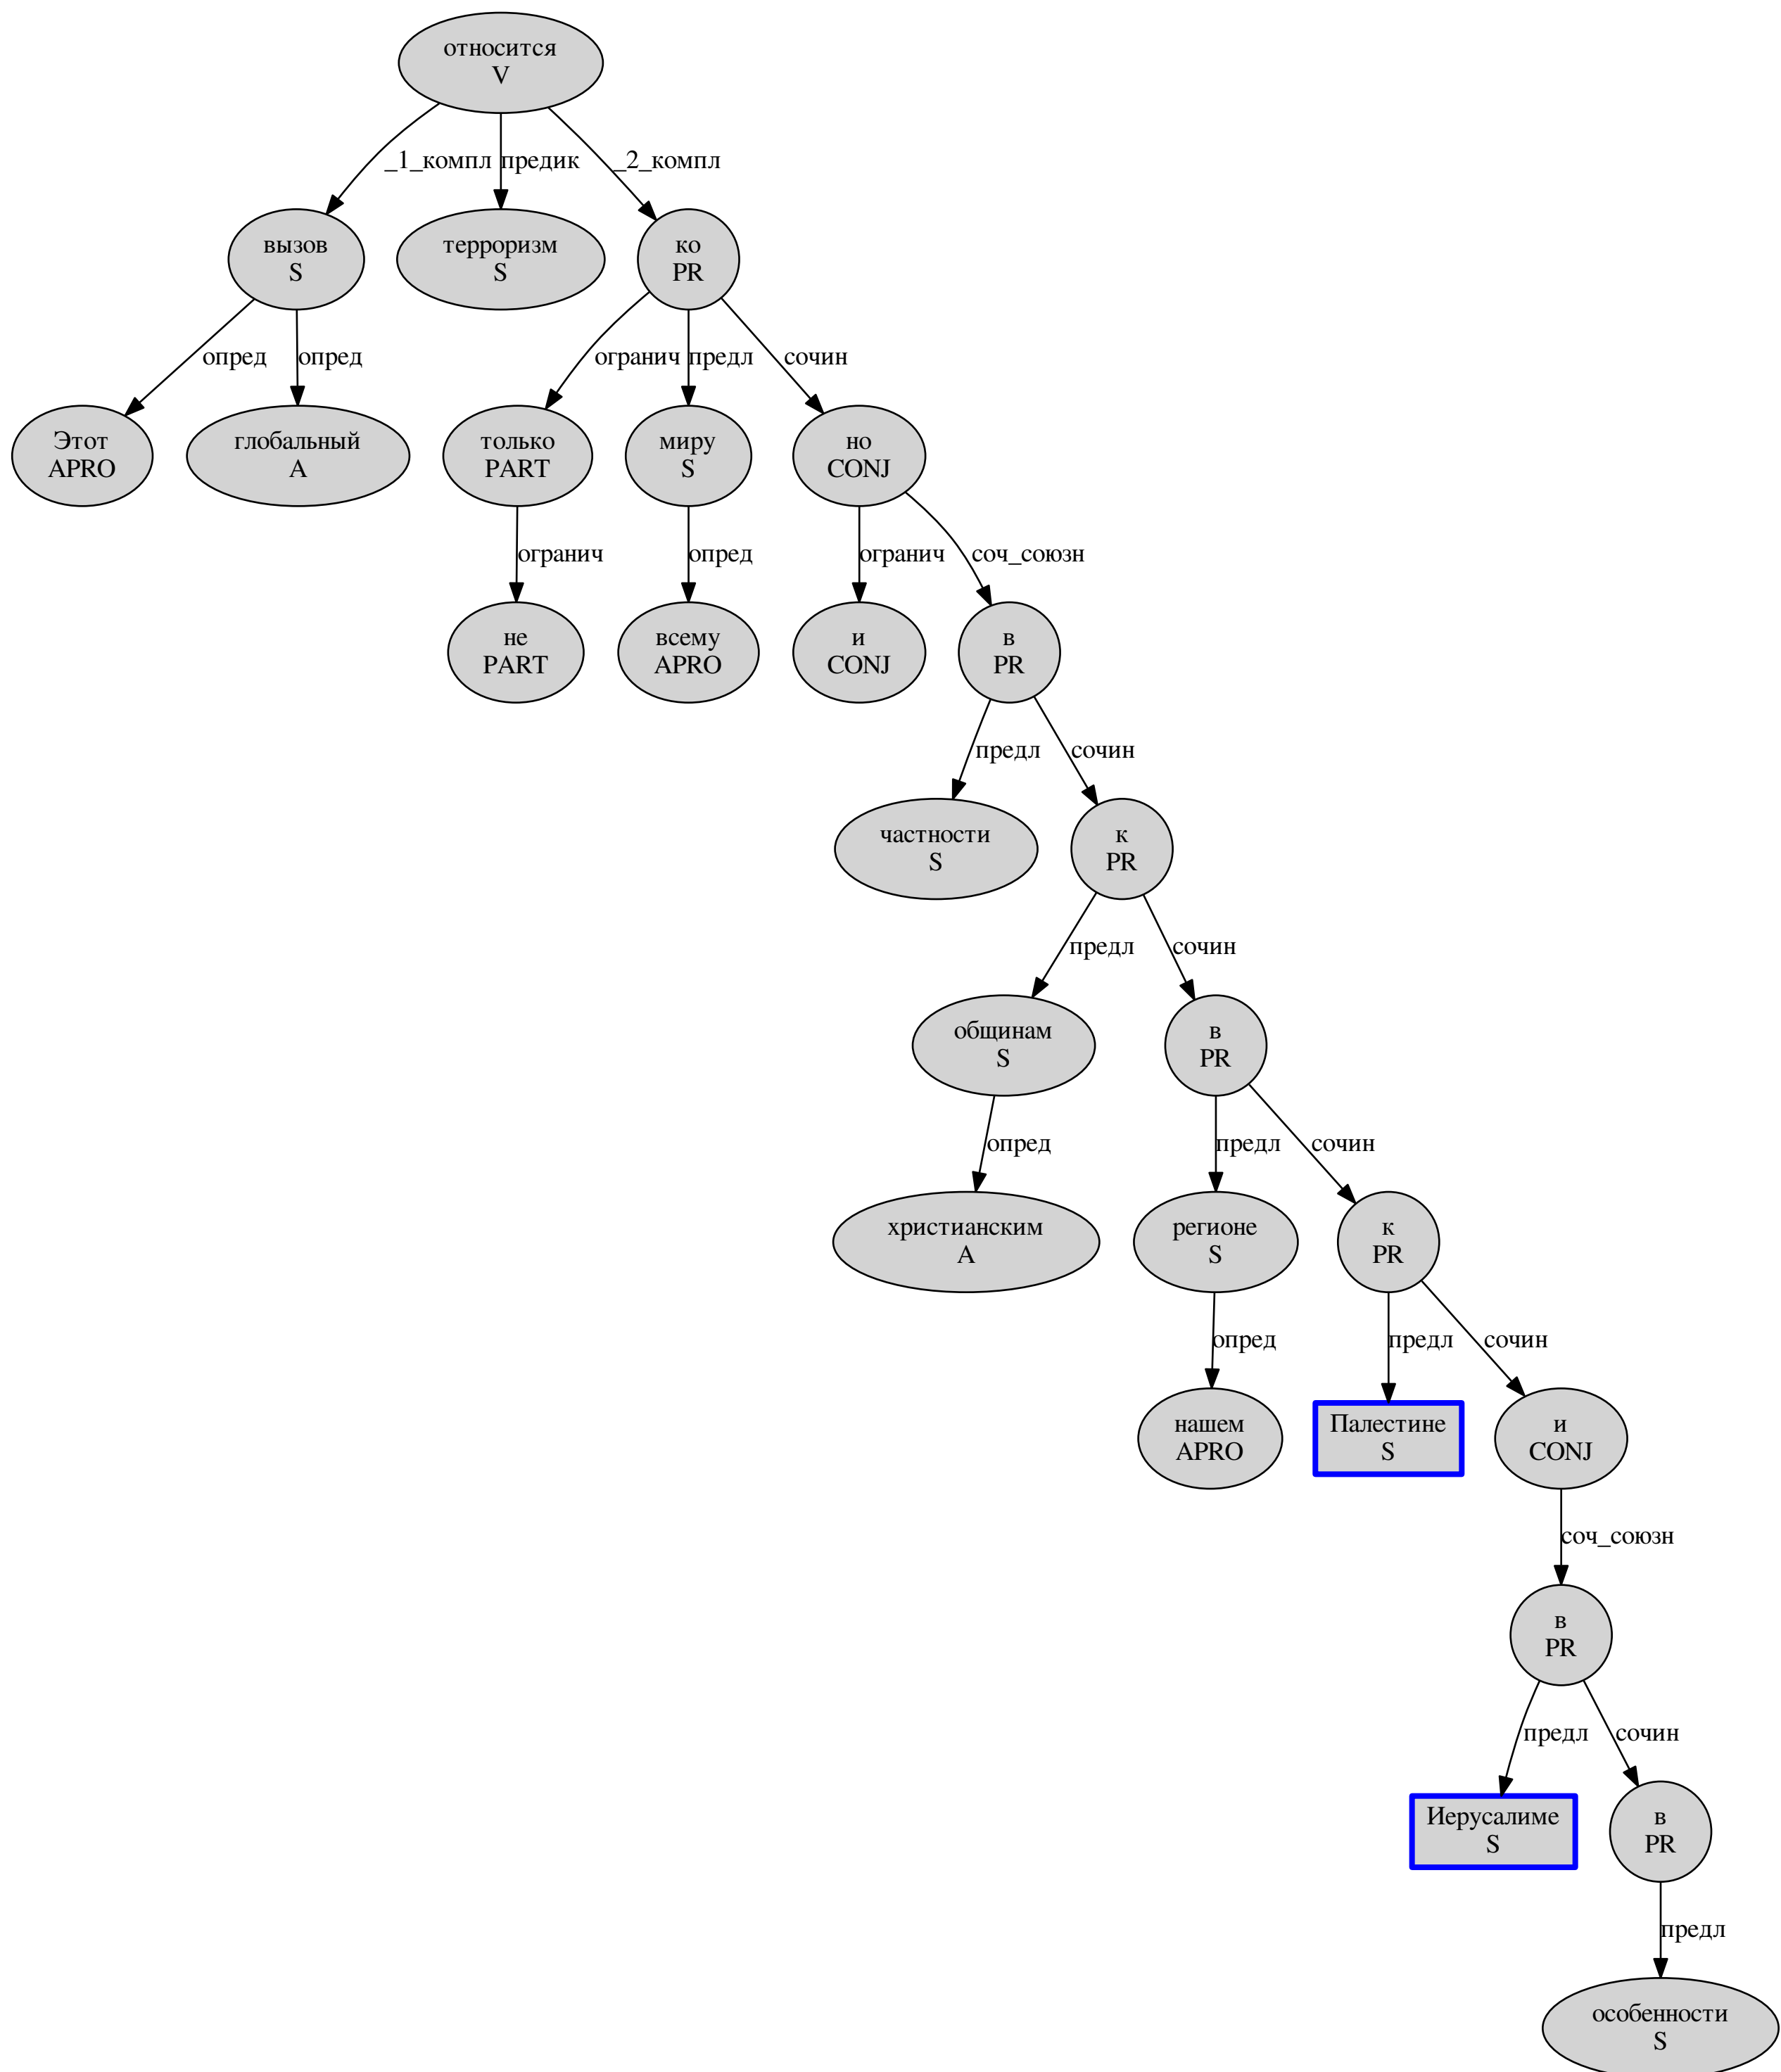 относится
V
_1_компл
предик
_2_компл
вызов
S
терроризм
S
ко
PR
опред
опред
огранич
предл
сочин
Этот
APRO
глобальный
A
только
PART
миру
S
но
CONJ
огранич
опред
огранич
соч_союзн
не
PART
всему
APRO
и
CONJ
в
PR
предл
сочин
частности
S
к
PR
предл
сочин
общинам
S
в
PR
опред
предл
сочин
христианским
A
регионе
S
к
PR
опред
предл
сочин
нашем
APRO
Палестине
S
и
CONJ
соч_союзн
в
PR
предл
сочин
Иерусалиме
S
в
PR
предл
особенности
S